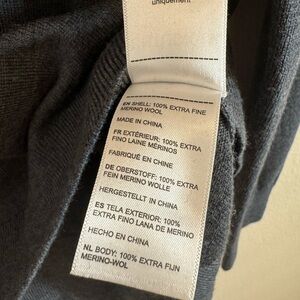 uniquement
EN SHELL: 100% EXTRA FINE
MERINO WOOL
MADE IN CHINA
FR EXTÉRIEUR: 100% EXTRA
FINO LAINE MÉRINOS
FABRIQUÉ EN CHINE
DE OBERSTOFF: 100% EXTRA
FEIN MERINO WOLLE
HERGESTELLT IN CHINA
ES TELA EXTERIOR: 100%
EXTRA FINO LANA DE MERINO
HECHO EN CHINA
NL BODY: 100% EXTRA FIJN
MERINO-WOL